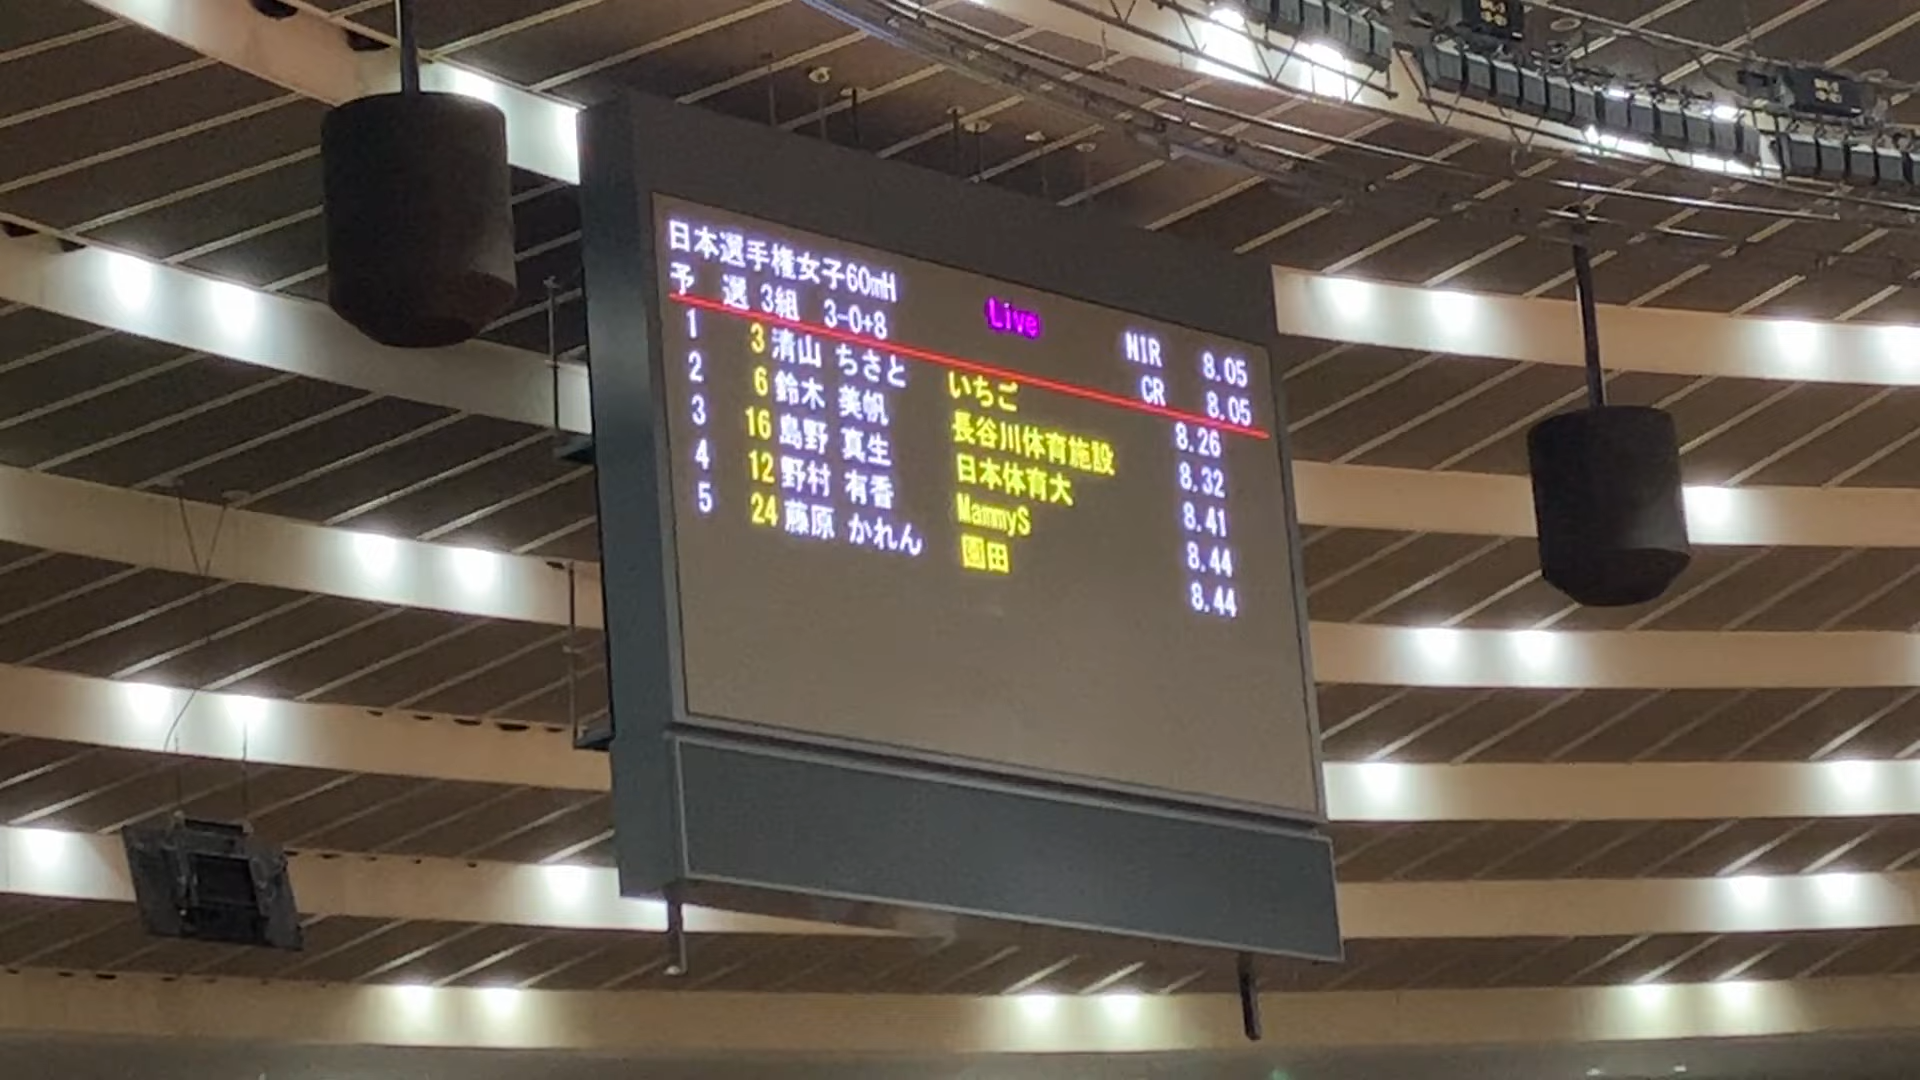 日本選手権女子60mH
予 選 3組 3-0+8 Live NIR 8.05
CR 8.05
1 3 清山 ちさと いちご 8.26
2 6 鈴木 美帆 長谷川体育施設 8.32
3 16 島野 真生 日本体育大 8.41
4 12 野村 有香 MammyS 8.44
5 24 藤原 かれん 園田 8.44